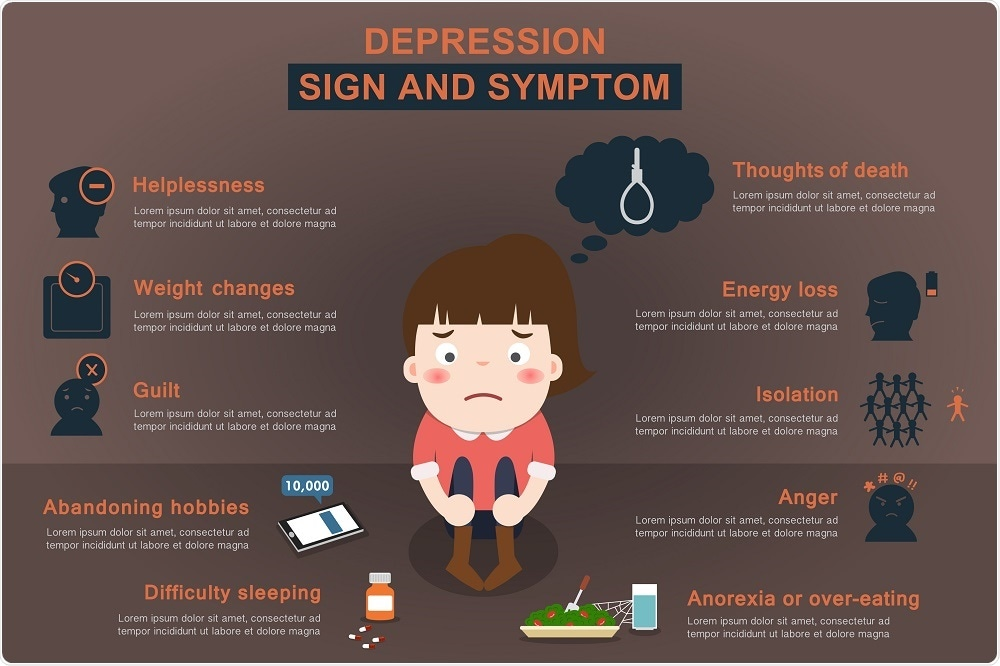 DEPRESSION
SIGN AND SYMPTOM
Helplessness
Lorem ipsum dolor sit amet, consectetur ad
tempor incididunt ut labore et dolore magna
Weight changes
Lorem ipsum dolor sit amet, consectetur ad
tempor incididunt ut labore et dolore magna
Guilt
Lorem ipsum dolor sit amet, consectetur ad
tempor incididunt ut labore et dolore magna
Abandoning hobbies
Lorem ipsum dolor sit amet, consectetur ad
tempor incididunt ut labore et dolore magna
10,000
Difficulty sleeping
Lorem ipsum dolor sit amet, consectetur ad
tempor incididunt ut labore et dolore magna
Thoughts of death
Lorem ipsum dolor sit amet, consectetur ad
tempor incididunt ut labore et dolore magna
Energy loss
Lorem ipsum dolor sit amet, consectetur ad
tempor incididunt ut labore et dolore magna
Isolation
Lorem ipsum dolor sit amet, consectetur ad
tempor incididunt ut labore et dolore magna
Anger
Lorem ipsum dolor sit amet, consectetur ad
tempor incididunt ut labore et dolore magna
*#@!!
Anorexia or over-eating
Lorem ipsum dolor sit amet, consectetur ad
tempor incididunt ut labore et dolore magna